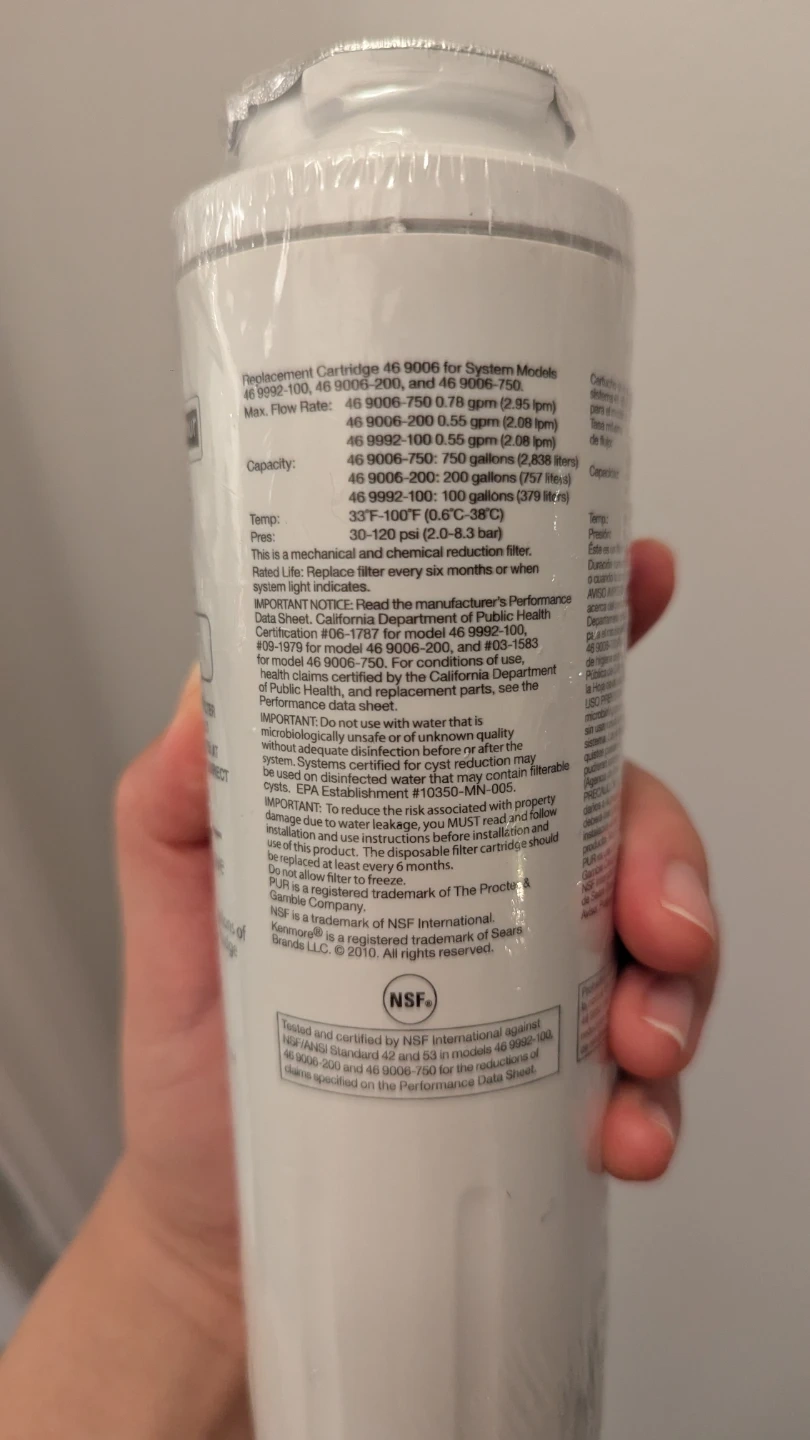 Replacement Cartridge 46 9006 for System Models
46 9992-100, 46 9006-200, and 46 9006-750.
Max. Flow Rate: 46 9006-750 0.78 gpm (2.95 lpm)
46 9006-200 0.55 gpm (2.08 lpm)
46 9992-100 0.55 gpm (2.08 lpm)
Capacity: 46 9006-750: 750 gallons (2,838 liters)
46 9006-200: 200 gallons (757 liters)
46 9992-100: 100 gallons (379 liters)
Temp: 33°F-100°F (0.6°C-38°C)
Pres: 30-120 psi (2.0-8.3 bar)
This is a mechanical and chemical reduction filter.
Rated Life: Replace filter every six months or when
system light indicates.
IMPORTANT NOTICE: Read the manufacturer's Performance
Data Sheet. California Department of Public Health
Certification #06-1787 for model 46 9992-100,
#09-1979 for model 46 9006-200, and #03-1583
for model 46 9006-750. For conditions of use,
health claims certified by the California Department
of Public Health, and replacement parts, see the
Performance data sheet.
IMPORTANT: Do not use with water that is
microbiologically unsafe or of unknown quality
without adequate disinfection before or after the
system. Systems certified for cyst reduction may
be used on disinfected water that may contain filterable
cysts. EPA Establishment #10350-MN-005.
IMPORTANT: To reduce the risk associated with property
damage due to water leakage, you MUST read and follow
installation and use instructions before installation and
use of this product. The disposable filter cartridge should
be replaced at least every 6 months.
Do not allow filter to freeze.
PUR is a registered trademark of The Procter &
Gamble Company.
NSF is a trademark of NSF International.
Kenmore® is a registered trademark of Sears
Brands LLC. © 2010. All rights reserved.
NSF®
Tested and certified by NSF International against
NSF/ANSI Standard 42 and 53 in models 46 9992-100,
46 9006-200 and 46 9006-750 for the reductions of
claims specified on the Performance Data Sheet.
Temp: